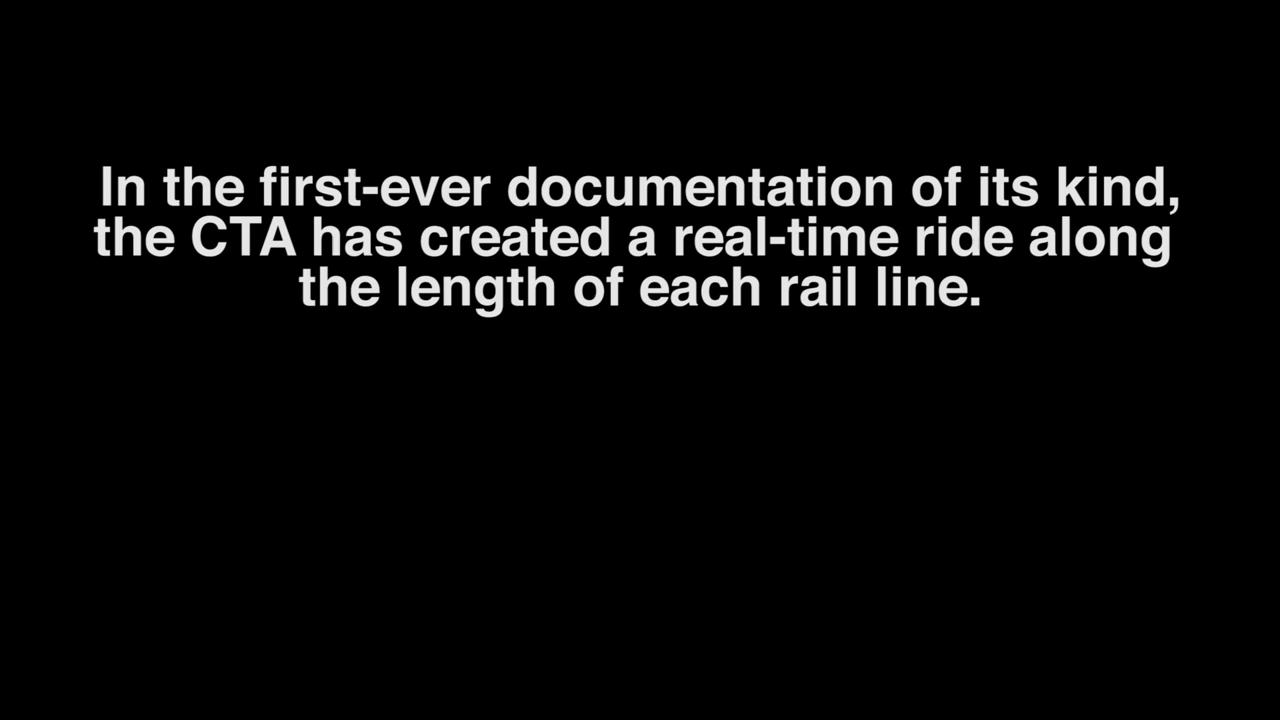 In the first-ever documentation of its kind,
the CTA has created a real-time ride along
the length of each rail line.